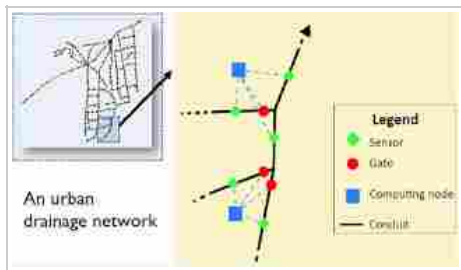 An urban
drainage network
Legend
Sensor
Gate
Computing node
Conduit